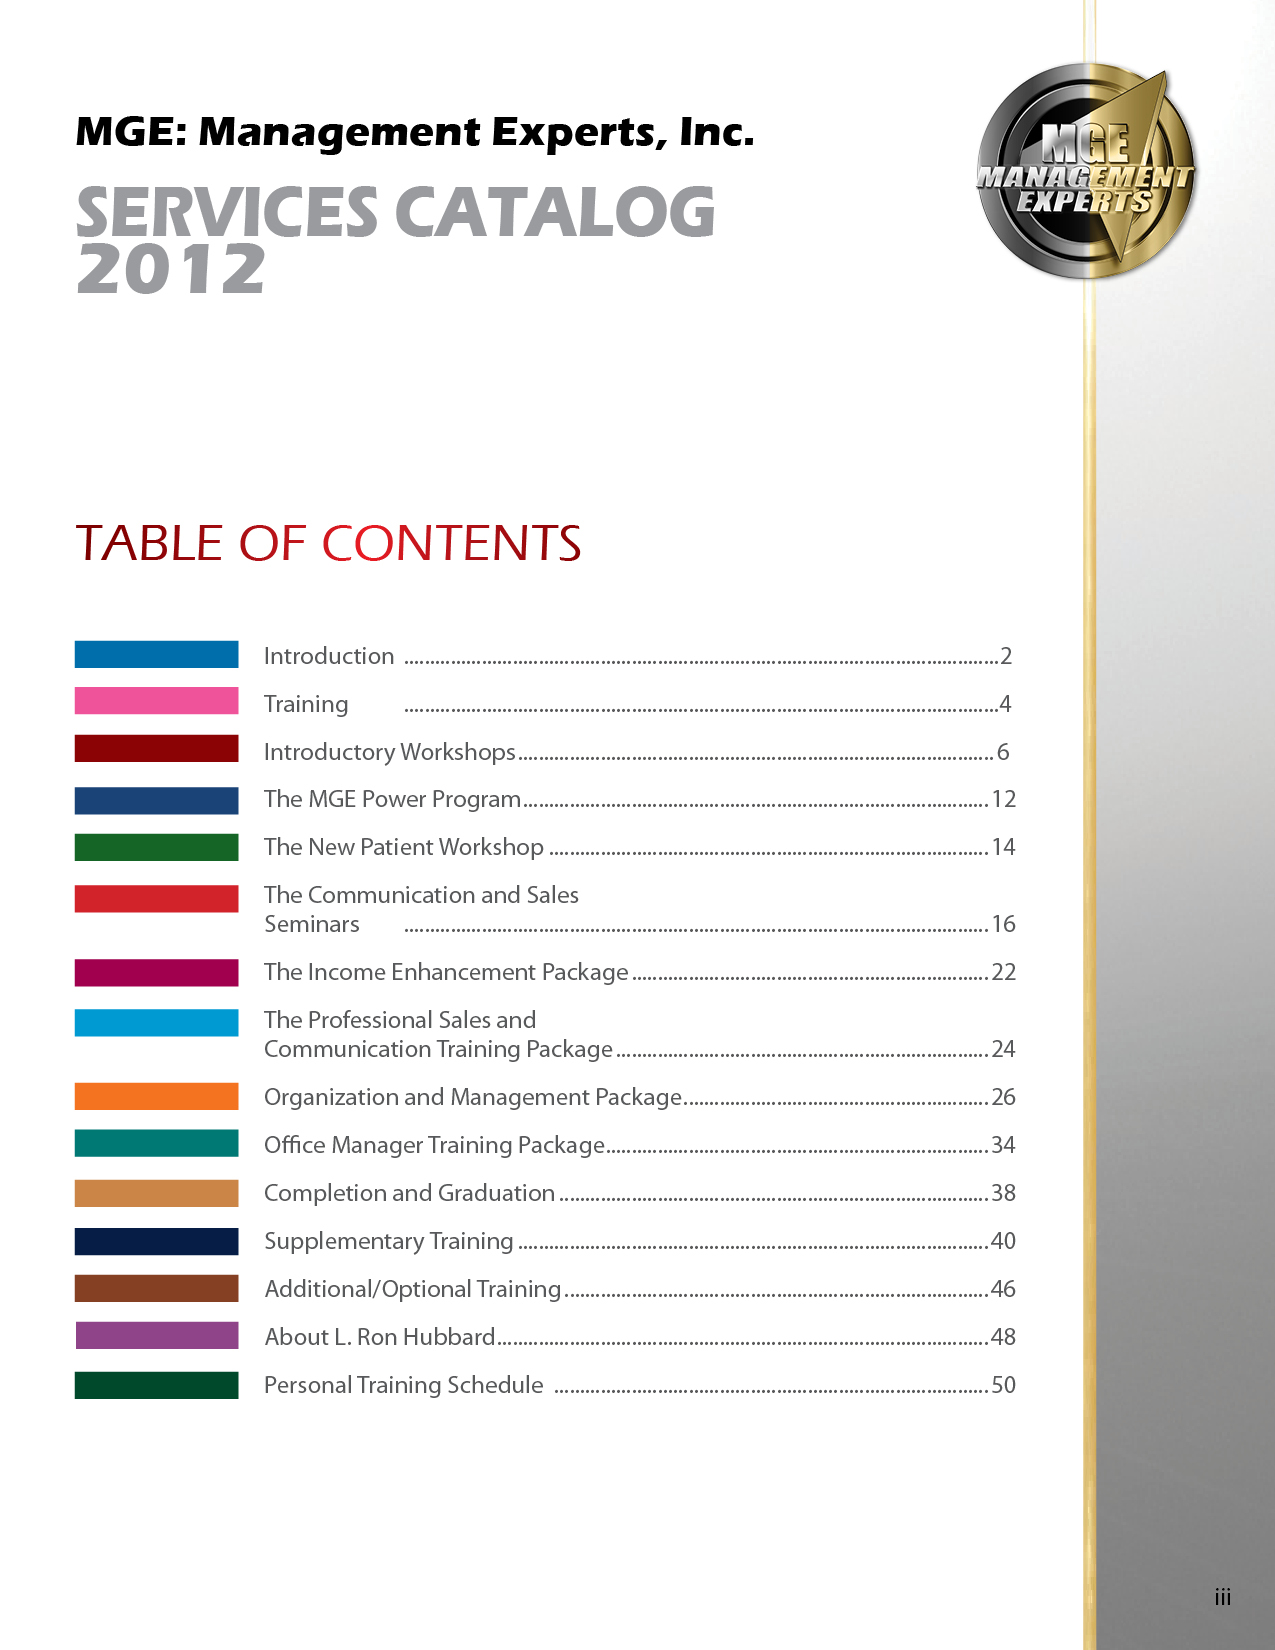 MGE: Management Experts, Inc.
SERVICES CATALOG
2012
MGE
MANAGEMENT
EXPERTS
TABLE OF CONTENTS
Introduction ........................................2
Training ........................................4
Introductory Workshops........................................6
The MGE Power Program........................................12
The New Patient Workshop ........................................14
The Communication and Sales
Seminars ........................................16
The Income Enhancement Package ........................................22
The Professional Sales and
Communication Training Package ........................................24
Organization and Management Package........................................26
Office Manager Training Package........................................34
Completion and Graduation ........................................38
Supplementary Training ........................................40
Additional/Optional Training ........................................46
About L. Ron Hubbard........................................48
Personal Training Schedule ........................................50
iii